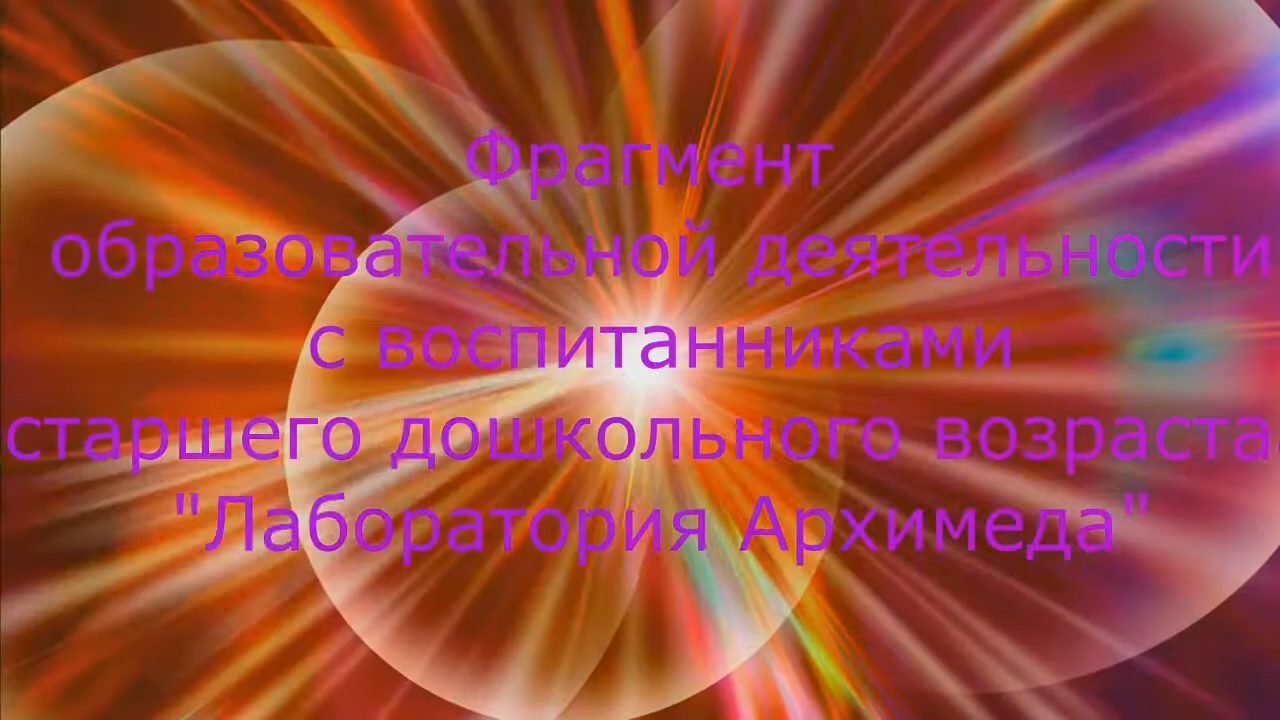 Фрагмент
образовательной деятельности
с воспитанниками
старшего дошкольного возраста
"Лаборатория Архимеда"